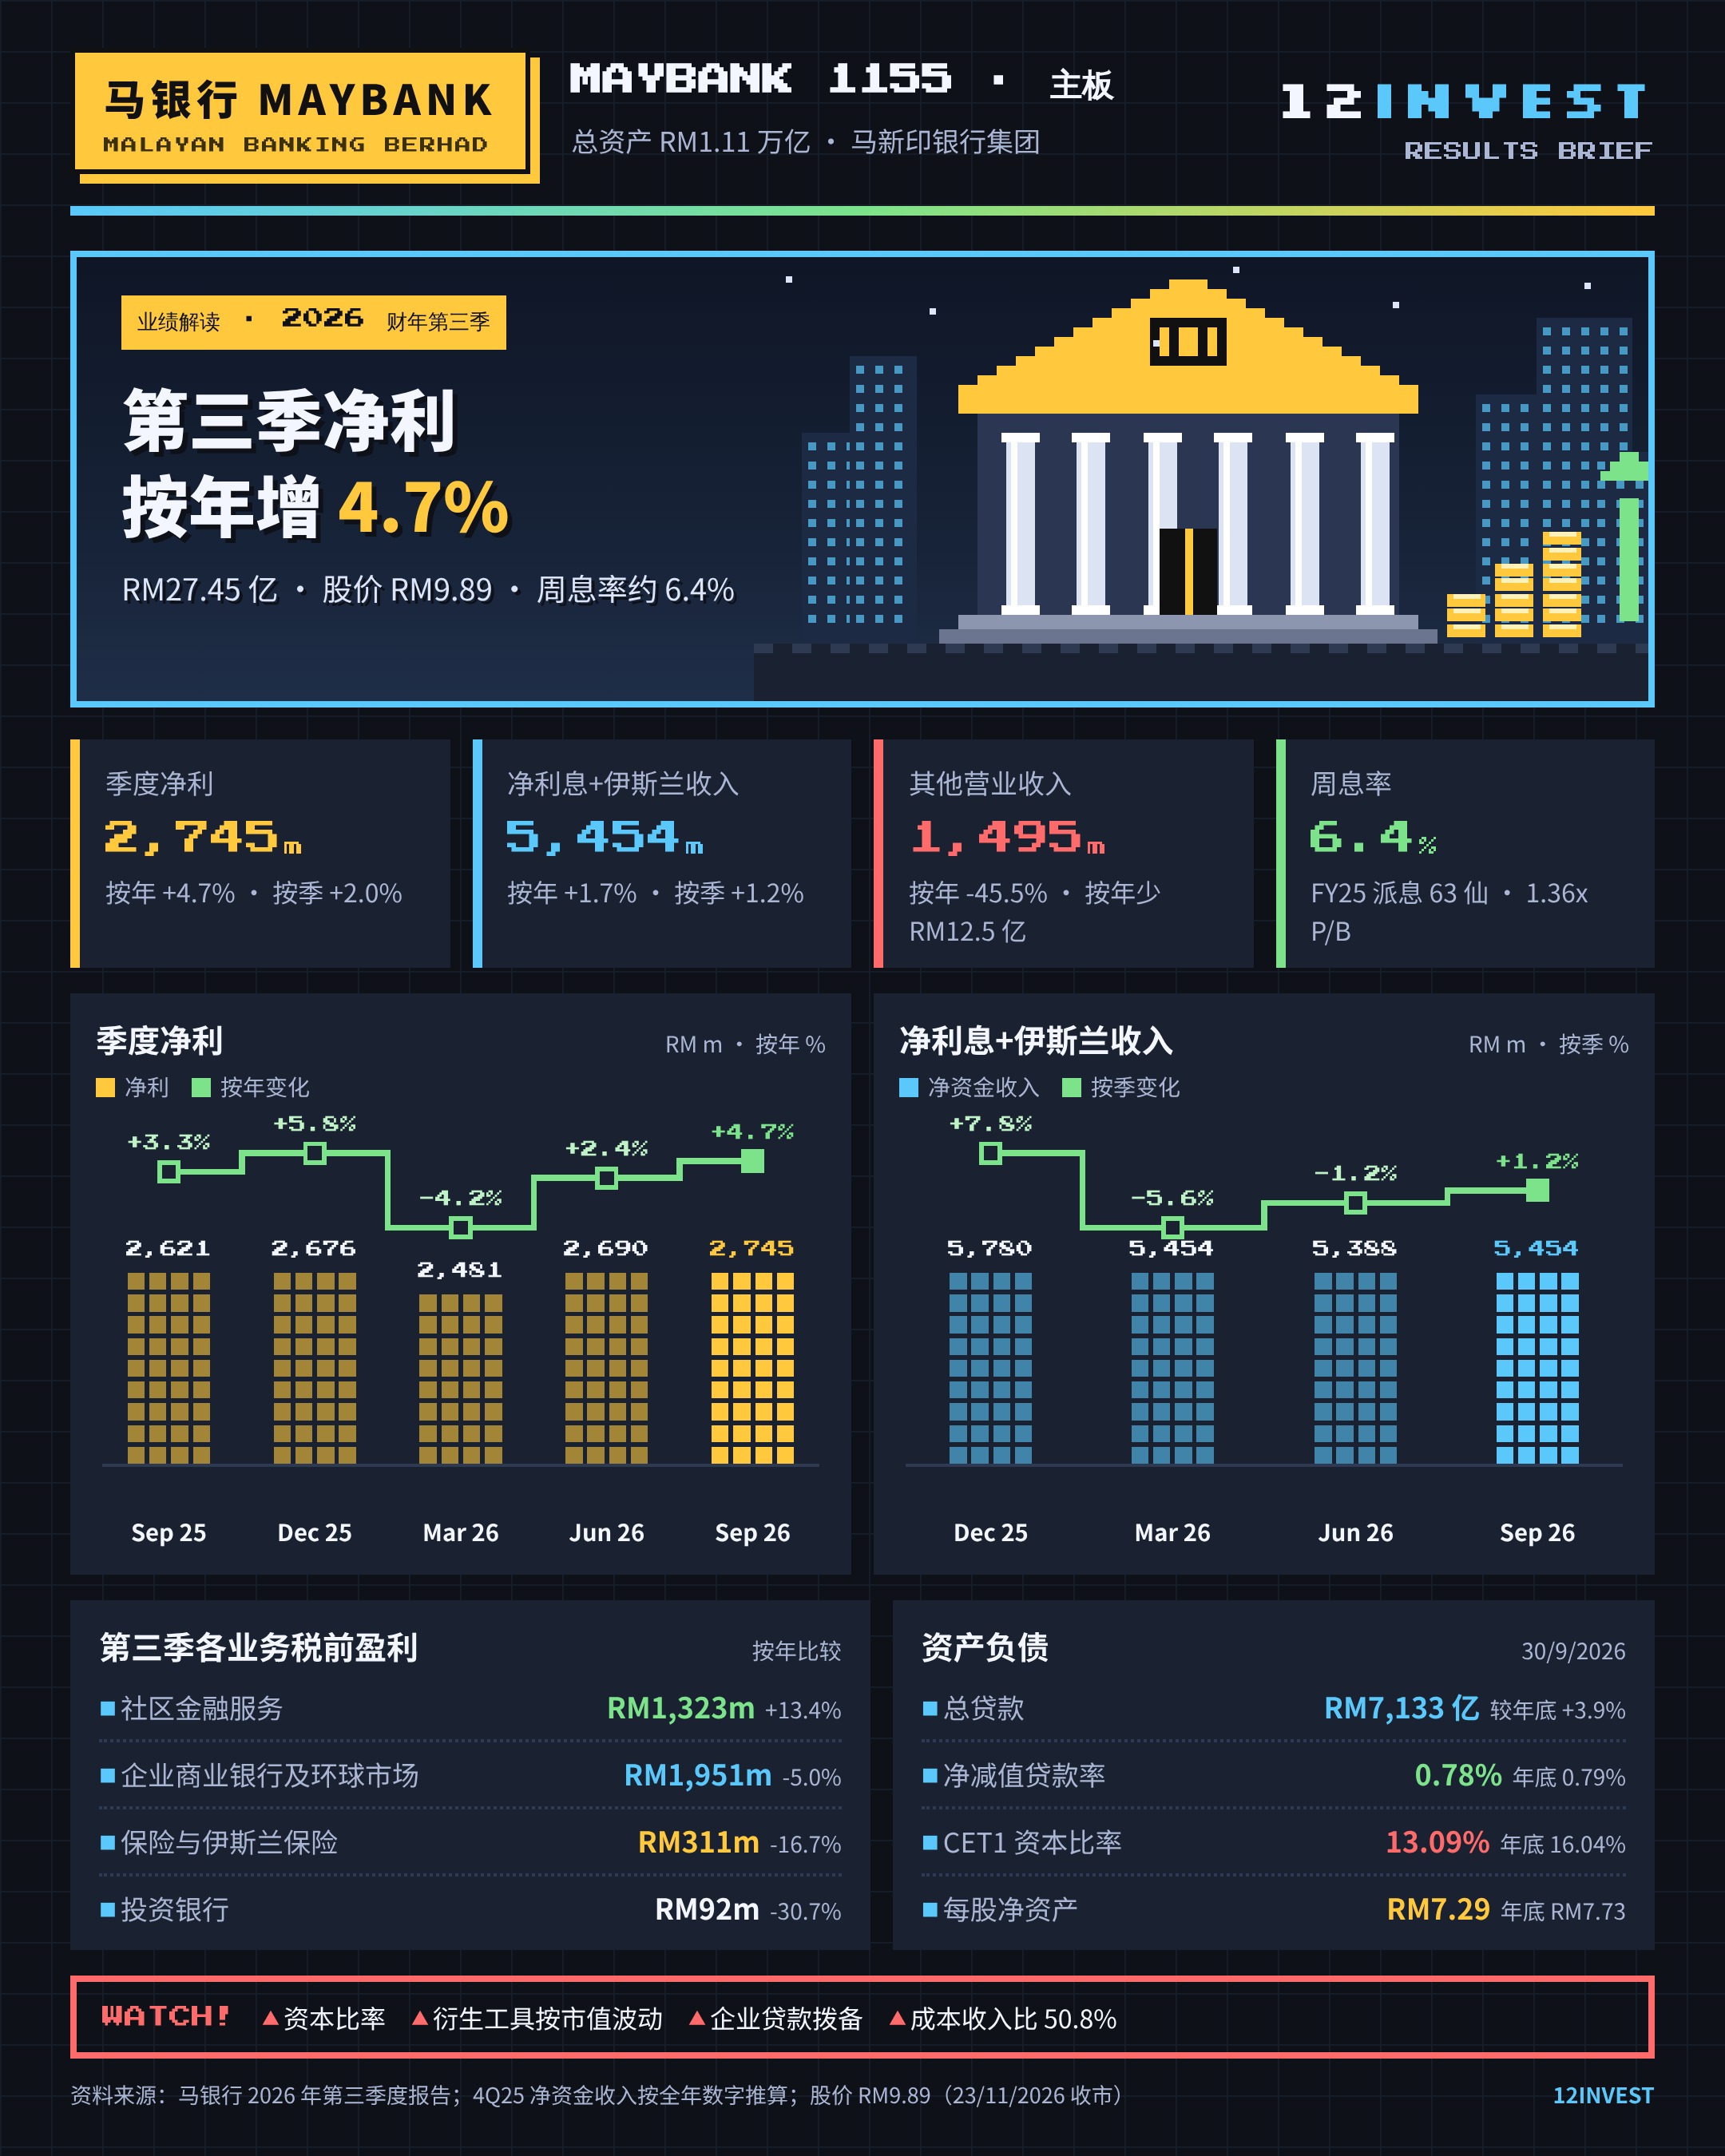 马银行 MAYBANK
MALAYAN BANKING BERHAD
MAYBANK 1155 · 主板
总资产 RM1.11 万亿 · 马新印银行集团
12INVEST
RESULTS BRIEF
业绩解读 · 2026 财年第三季
第三季净利
按年增 4.7%
RM27.45 亿 · 股价 RM9.89 · 周息率约 6.4%
季度净利
2,745m
按年 +4.7% · 按季 +2.0%
净利息+伊斯兰收入
5,454m
按年 +1.7% · 按季 +1.2%
其他营业收入
1,495m
按年 -45.5% · 按年少
RM12.5 亿
周息率
6.4%
FY25 派息 63 仙 · 1.36x
P/B
季度净利 RM m · 按年 %
净利 按年变化
+3.3% +5.8% -4.2% +2.4% +4.7%
2,621 2,676 2,481 2,690 2,745
Sep 25 Dec 25 Mar 26 Jun 26 Sep 26
净利息+伊斯兰收入 RM m · 按季 %
净资金收入 按季变化
+7.8% -5.6% -1.2% +1.2%
5,780 5,454 5,388 5,454
Dec 25 Mar 26 Jun 26 Sep 26
第三季各业务税前盈利 按年比较
社区金融服务 RM1,323m +13.4%
企业商业银行及环球市场 RM1,951m -5.0%
保险与伊斯兰保险 RM311m -16.7%
投资银行 RM92m -30.7%
资产负债 30/9/2026
总贷款 RM7,133 亿 较年底 +3.9%
净减值贷款率 0.78% 年底 0.79%
CET1 资本比率 13.09% 年底 16.04%
每股净资产 RM7.29 年底 RM7.73
WATCH! ▲资本比率 ▲衍生工具按市值波动 ▲企业贷款拨备 ▲成本收入比 50.8%
资料来源：马银行 2026 年第三季度报告；4Q25 净资金收入按全年数字推算；股价 RM9.89（23/11/2026 收市）
12INVEST